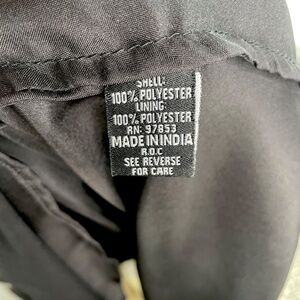 SHELL:
100% POLYESTER
LINING:
100% POLYESTER
RN: 97853
MADE IN INDIA
R.O.C
SEE REVERSE
FOR CARE